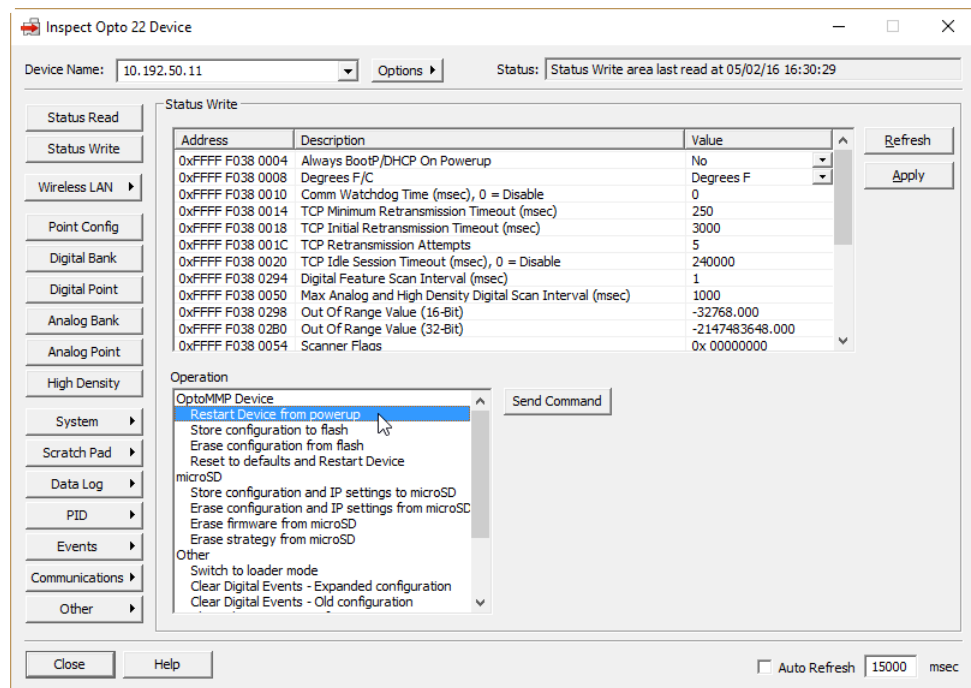 Inspect Opto 22 Device
Device Name: 10.192.50.11 Options Status: Status Write area last read at 05/02/16 16:30:29
Status Read
Status Write
Wireless LAN
Point Config
Digital Bank
Digital Point
Analog Bank
Analog Point
High Density
System
Scratch Pad
Data Log
PID
Events
Communications
Other
Status Write
Address Description Value
0xFFFF F038 0004 Always BootP/DHCP On Powerup No
0xFFFF F038 0008 Degrees F/C Degrees F
0xFFFF F038 0010 Comm Watchdog Time (msec), 0 = Disable 0
0xFFFF F038 0014 TCP Minimum Retransmission Timeout (msec) 250
0xFFFF F038 0018 TCP Initial Retransmission Timeout (msec) 3000
0xFFFF F038 001C TCP Retransmission Attempts 5
0xFFFF F038 0020 TCP Idle Session Timeout (msec), 0 = Disable 240000
0xFFFF F038 0294 Digital Feature Scan Interval (msec) 1
0xFFFF F038 0050 Max Analog and High Density Digital Scan Interval (msec) 1000
0xFFFF F038 0298 Out Of Range Value (16-Bit) -32768.000
0xFFFF F038 02B0 Out Of Range Value (32-Bit) -2147483648.000
0xFFFF F038 0054 Scanner Flags 0x 00000000
Refresh
Apply
Operation
OptoMMP Device
Restart Device from powerup
Store configuration to flash
Erase configuration from flash
Reset to defaults and Restart Device
microSD
Store configuration and IP settings to microSD
Erase configuration and IP settings from microSD
Erase firmware from microSD
Erase strategy from microSD
Other
Switch to loader mode
Clear Digital Events - Expanded configuration
Clear Digital Events - Old configuration
Send Command
Close Help Auto Refresh 15000 msec